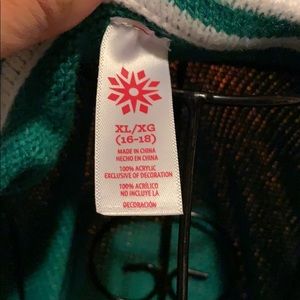 XL/XG
(16-18)
MADE IN CHINA
HECHO EN CHINA
100% ACRYLIC
EXCLUSIVE OF DECORATION
100% ACRÍLICO
NO INCLUYE LA
DECORACIÓN